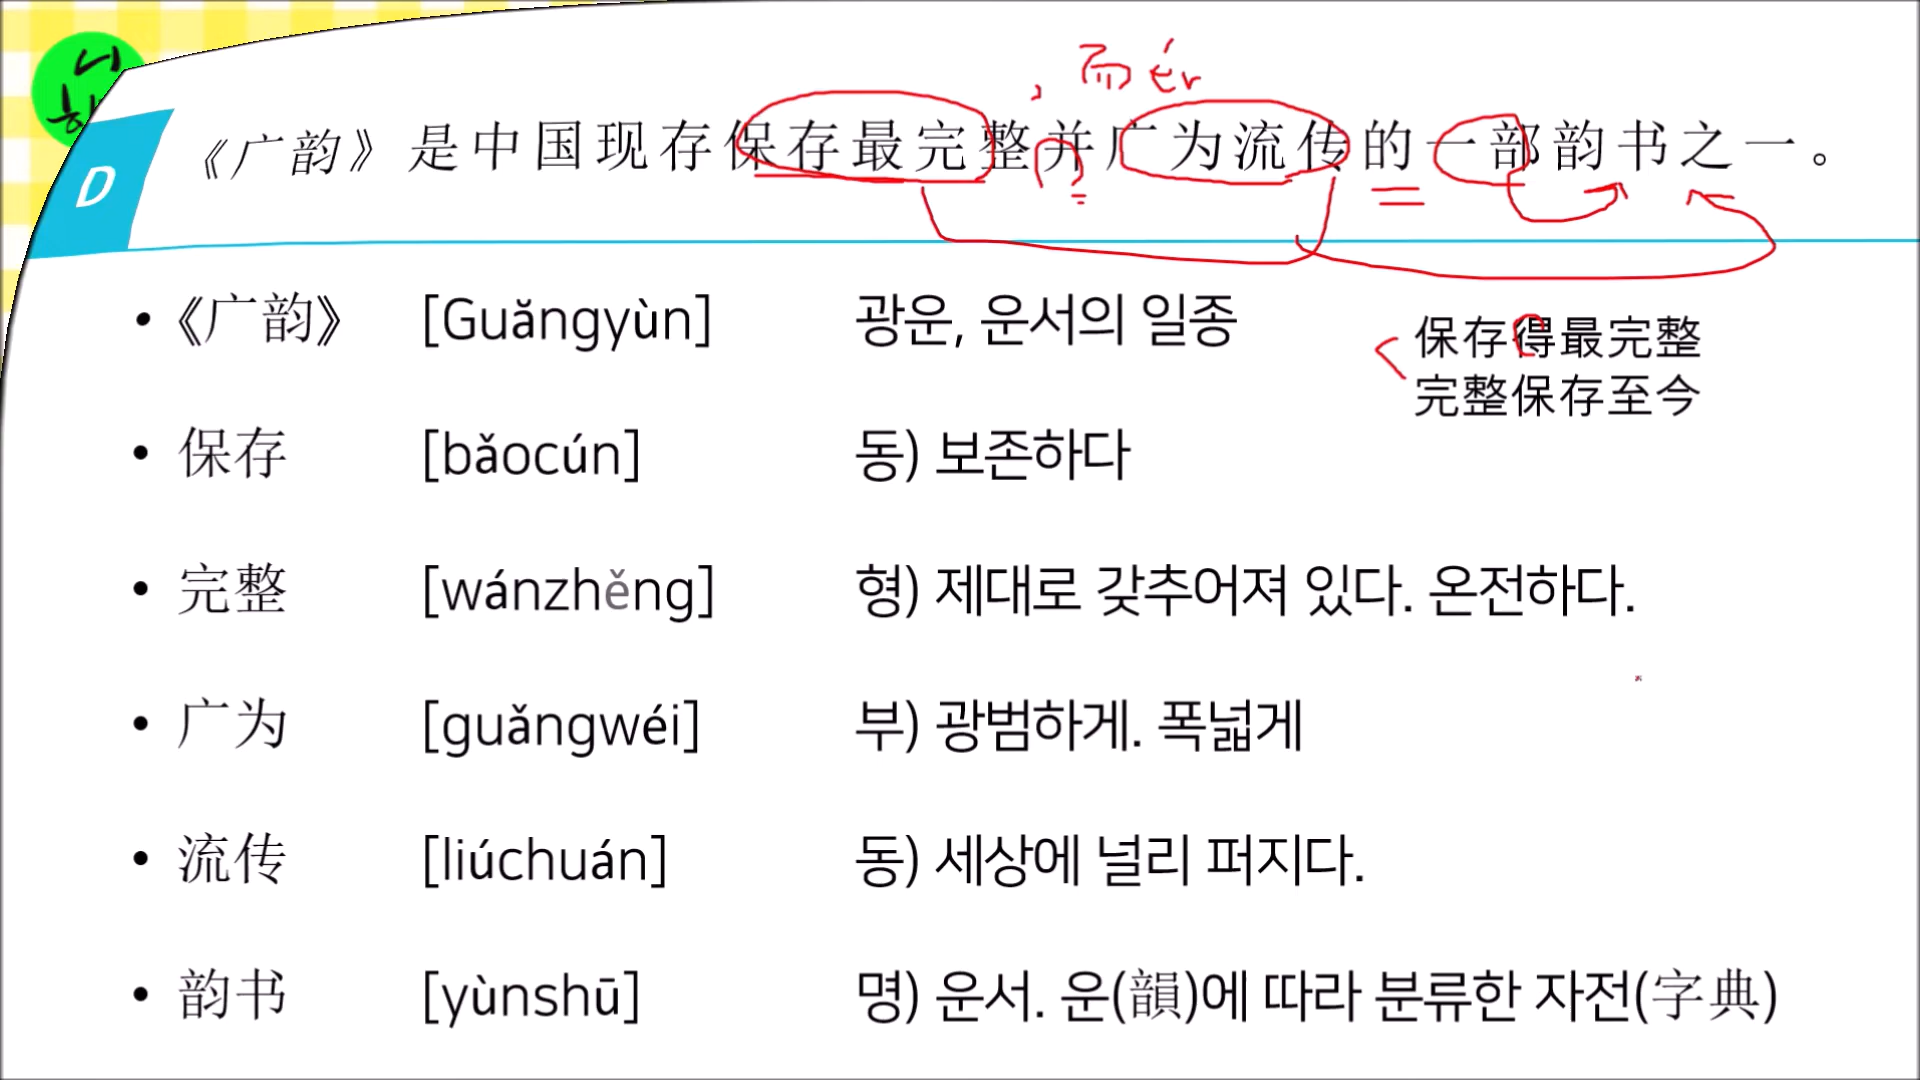 , 而 ér
D
《广韵》是中国现存保存最完整并广为流传的一部韵书之一。
• 《广韵》 [Guǎngyùn] 광운, 운서의 일종
保存得最完整
完整保存至今
• 保存 [bǎocún] 동) 보존하다
• 完整 [wánzhěng] 형) 제대로 갖추어져 있다. 온전하다.
• 广为 [guǎngwéi] 부) 광범하게. 폭넓게
• 流传 [liúchuán] 동) 세상에 널리 퍼지다.
• 韵书 [yùnshū] 명) 운서. 운(韻)에 따라 분류한 자전(字典)